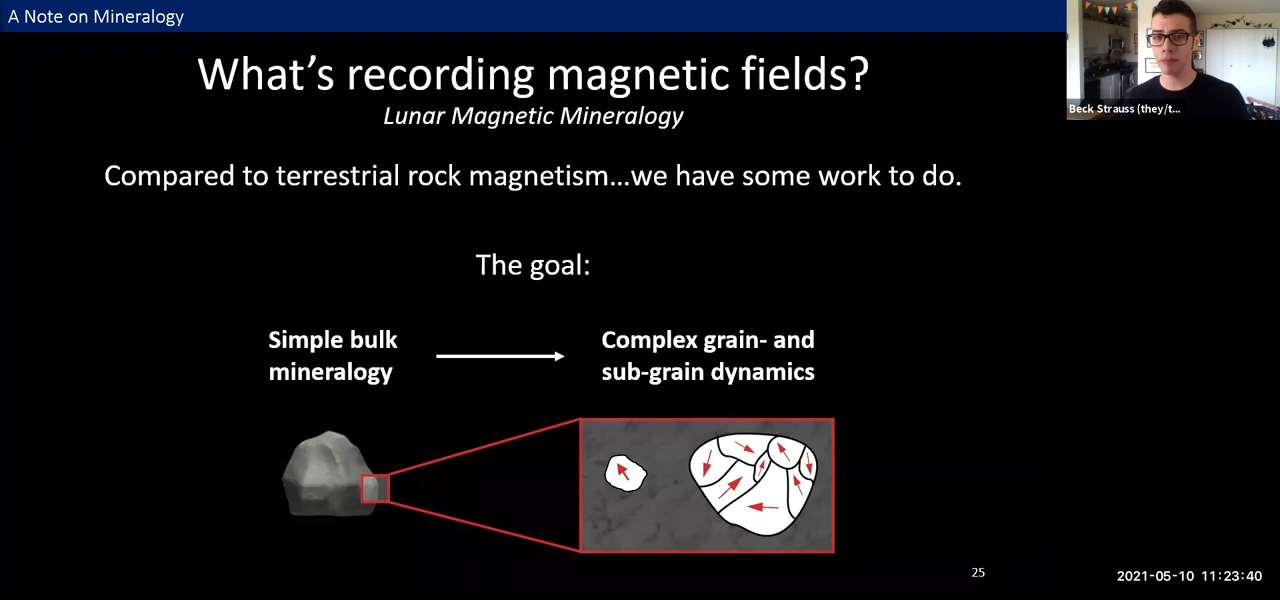 A Note on Mineralogy
What's recording magnetic fields?
Lunar Magnetic Mineralogy
Compared to terrestrial rock magnetism...we have some work to do.
The goal:
Simple bulk
mineralogy
Complex grain- and
sub-grain dynamics
25
Beck Strauss (they/t...
2021-05-10 11:23:40